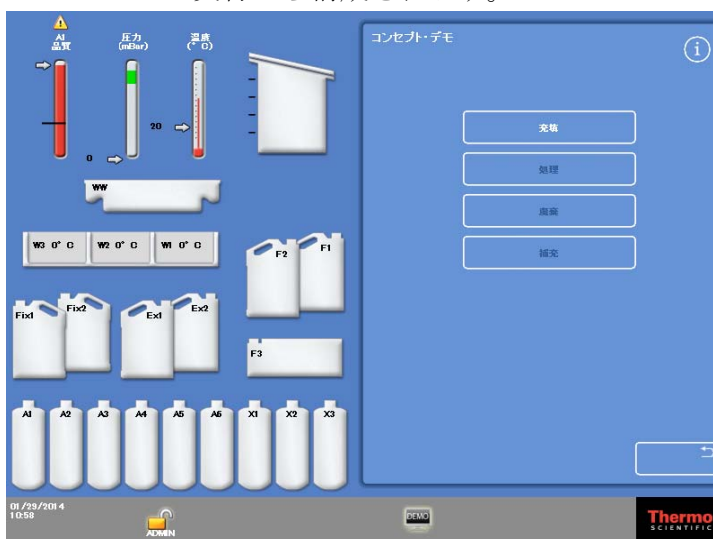 AI
品質
圧力
(mBar)
温度
(° C)
コンセプト・デモ
i
20
0
充填
処理
廃棄
補充
WW
W3 0° C
W2 0° C
W1 0° C
F2
F1
Fix1
Fix2
Ex1
Ex2
F3
A1
A2
A3
A4
A5
A6
X1
X2
X3
01/29/2014
10:58
ADMIN
DEMO
Thermo
SCIENTIFIC